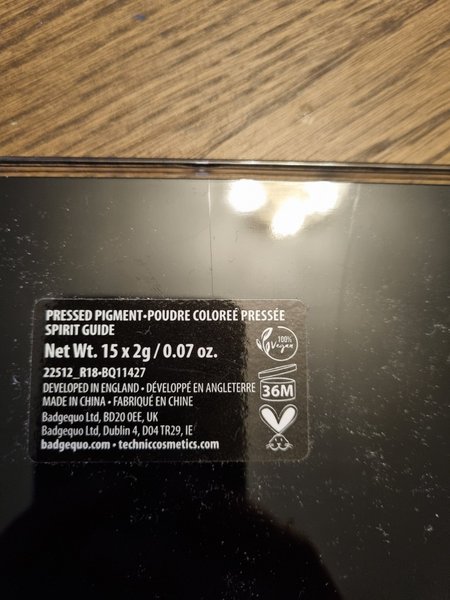 PRESSED PIGMENT•POUDRE COLOREÉ PRESSÉE
SPIRIT GUIDE
Net Wt. 15 x 2g / 0.07 oz.
22512_R18-BQ11427
DEVELOPED IN ENGLAND • DÉVELOPPÉ EN ANGLETERRE
MADE IN CHINA • FABRIQUÉ EN CHINE
Badgequo Ltd, BD20 0EE, UK
Badgequo Ltd, Dublin 4, D04 TR29, IE
badgequo.com • techniccosmetics.com
100%
Vegan
36M